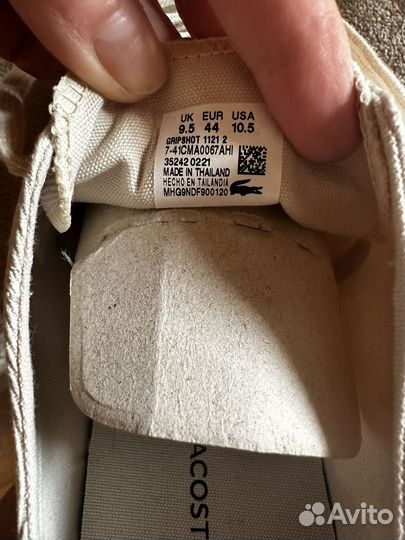 UK EUR USA
9.5 44 10.5
GRIPSHOT 1121 2
7-41CMA0067AHI
35242 0221
MADE IN THAILAND
HECHO EN TAILANDIA
MHG9NDF900120
ACOST
Avito